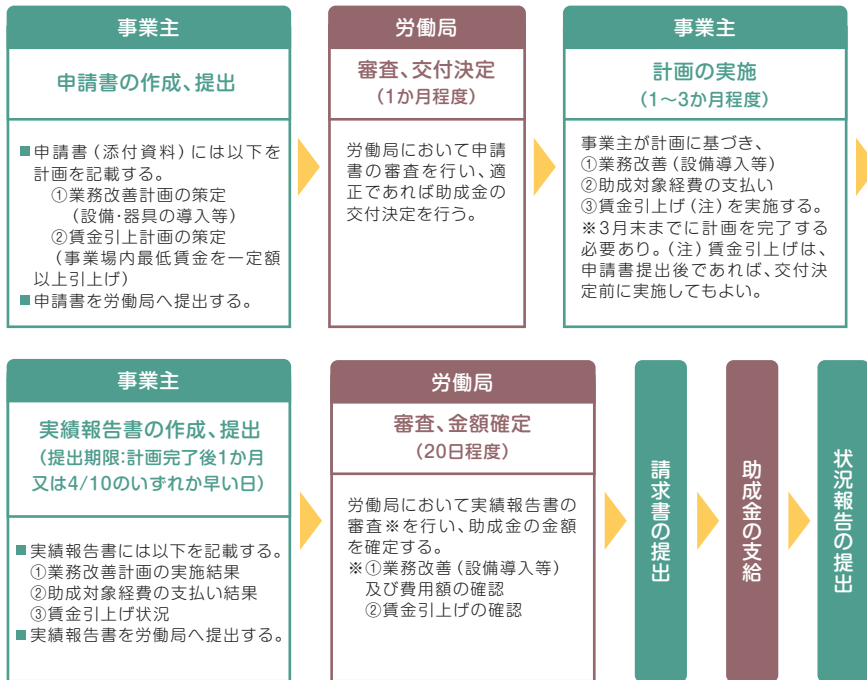 事業主
申請書の作成、提出
■申請書（添付資料）には以下を
計画を記載する。
①業務改善計画の策定
（設備・器具の導入等）
②賃金引上計画の策定
（事業場内最低賃金を一定額
以上引上げ）
■申請書を労働局へ提出する。
労働局
審査、交付決定
（1か月程度）
労働局において申請
書の審査を行い、適
正であれば助成金の
交付決定を行う。
事業主
計画の実施
（1～3か月程度）
事業主が計画に基づき、
①業務改善（設備導入等）
②助成対象経費の支払い
③賃金引上げ（注）を実施する。
※3月末までに計画を完了する
必要あり。（注）賃金引上げは、
申請書提出後であれば、交付決
定前に実施してもよい。
事業主
実績報告書の作成、提出
（提出期限:計画完了後1か月
又は4/10のいずれか早い日）
■実績報告書には以下を記載する。
①業務改善計画の実施結果
②助成対象経費の支払い結果
③賃金引上げ状況
■実績報告書を労働局へ提出する。
労働局
審査、金額確定
（20日程度）
労働局において実績報告書の
審査※を行い、助成金の金額
を確定する。
※①業務改善（設備導入等）
及び費用額の確認
②賃金引上げの確認
請求書の提出
助成金の支給
状況報告の提出